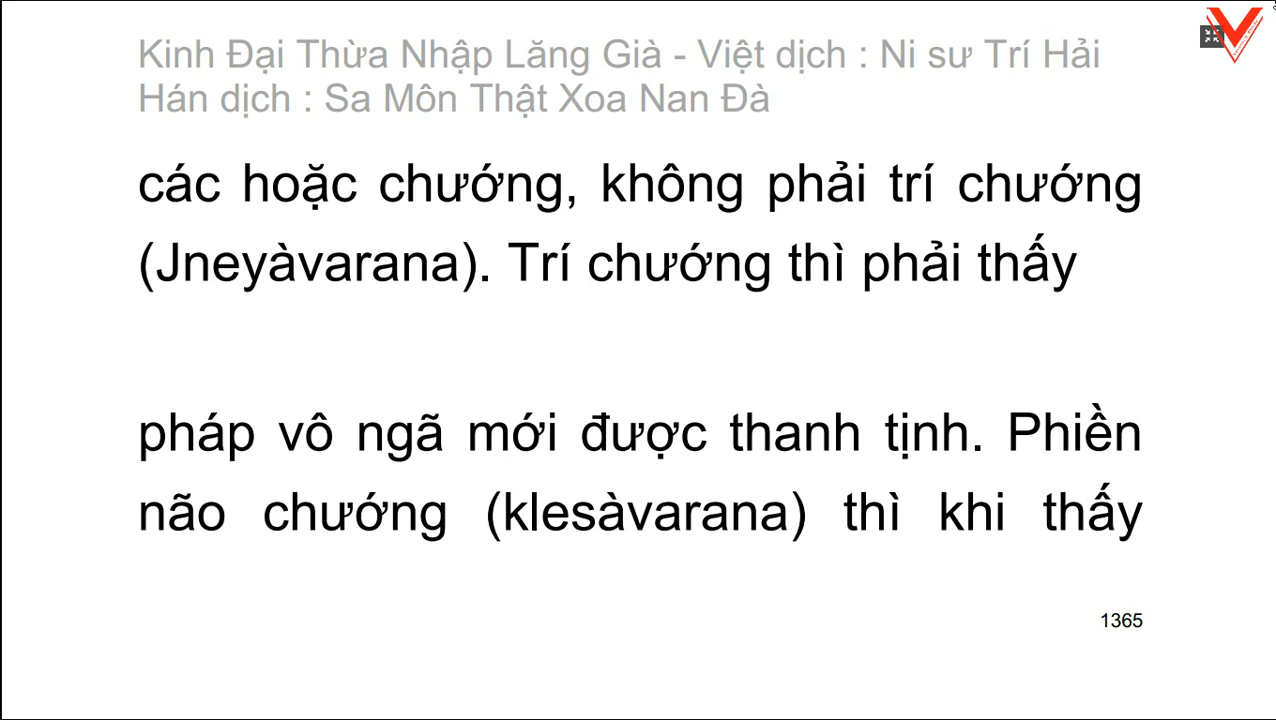 Kinh Đại Thừa Nhập Lăng Già - Việt dịch : Ni sư Trí Hải
Hán dịch : Sa Môn Thật Xoa Nan Đà
các hoặc chướng, không phải trí chướng
(Jneyàvarana). Trí chướng thì phải thấy
pháp vô ngã mới được thanh tịnh. Phiền
não chướng (klesàvarana) thì khi thấy
1365